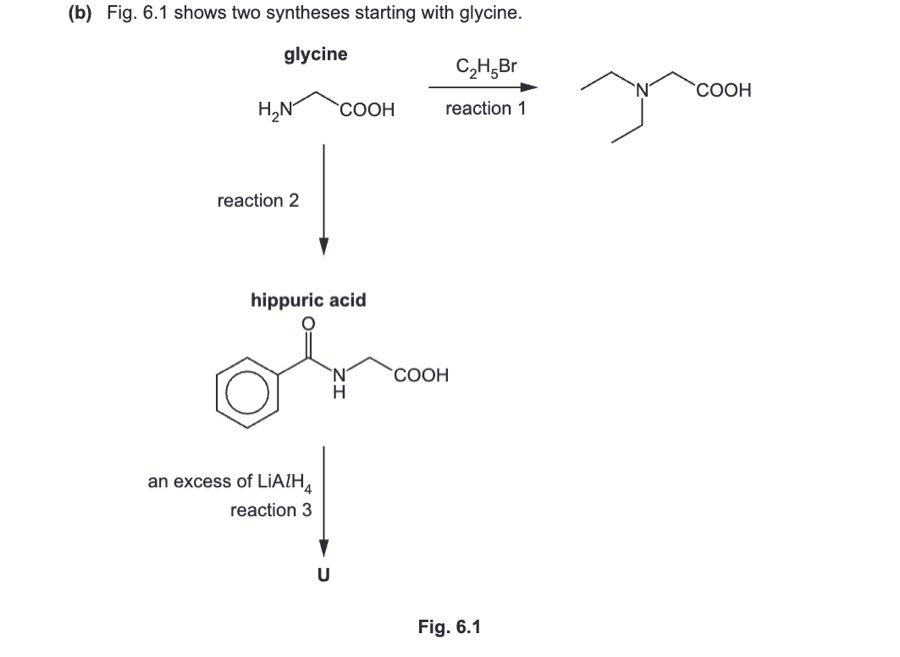 (b) Fig. 6.1 shows two syntheses starting with glycine.
glycine
C₂H₅Br
H₂N COOH
reaction 1
N COOH
reaction 2
hippuric acid
O
N
H
COOH
an excess of LiAlH₄
reaction 3
U
Fig. 6.1